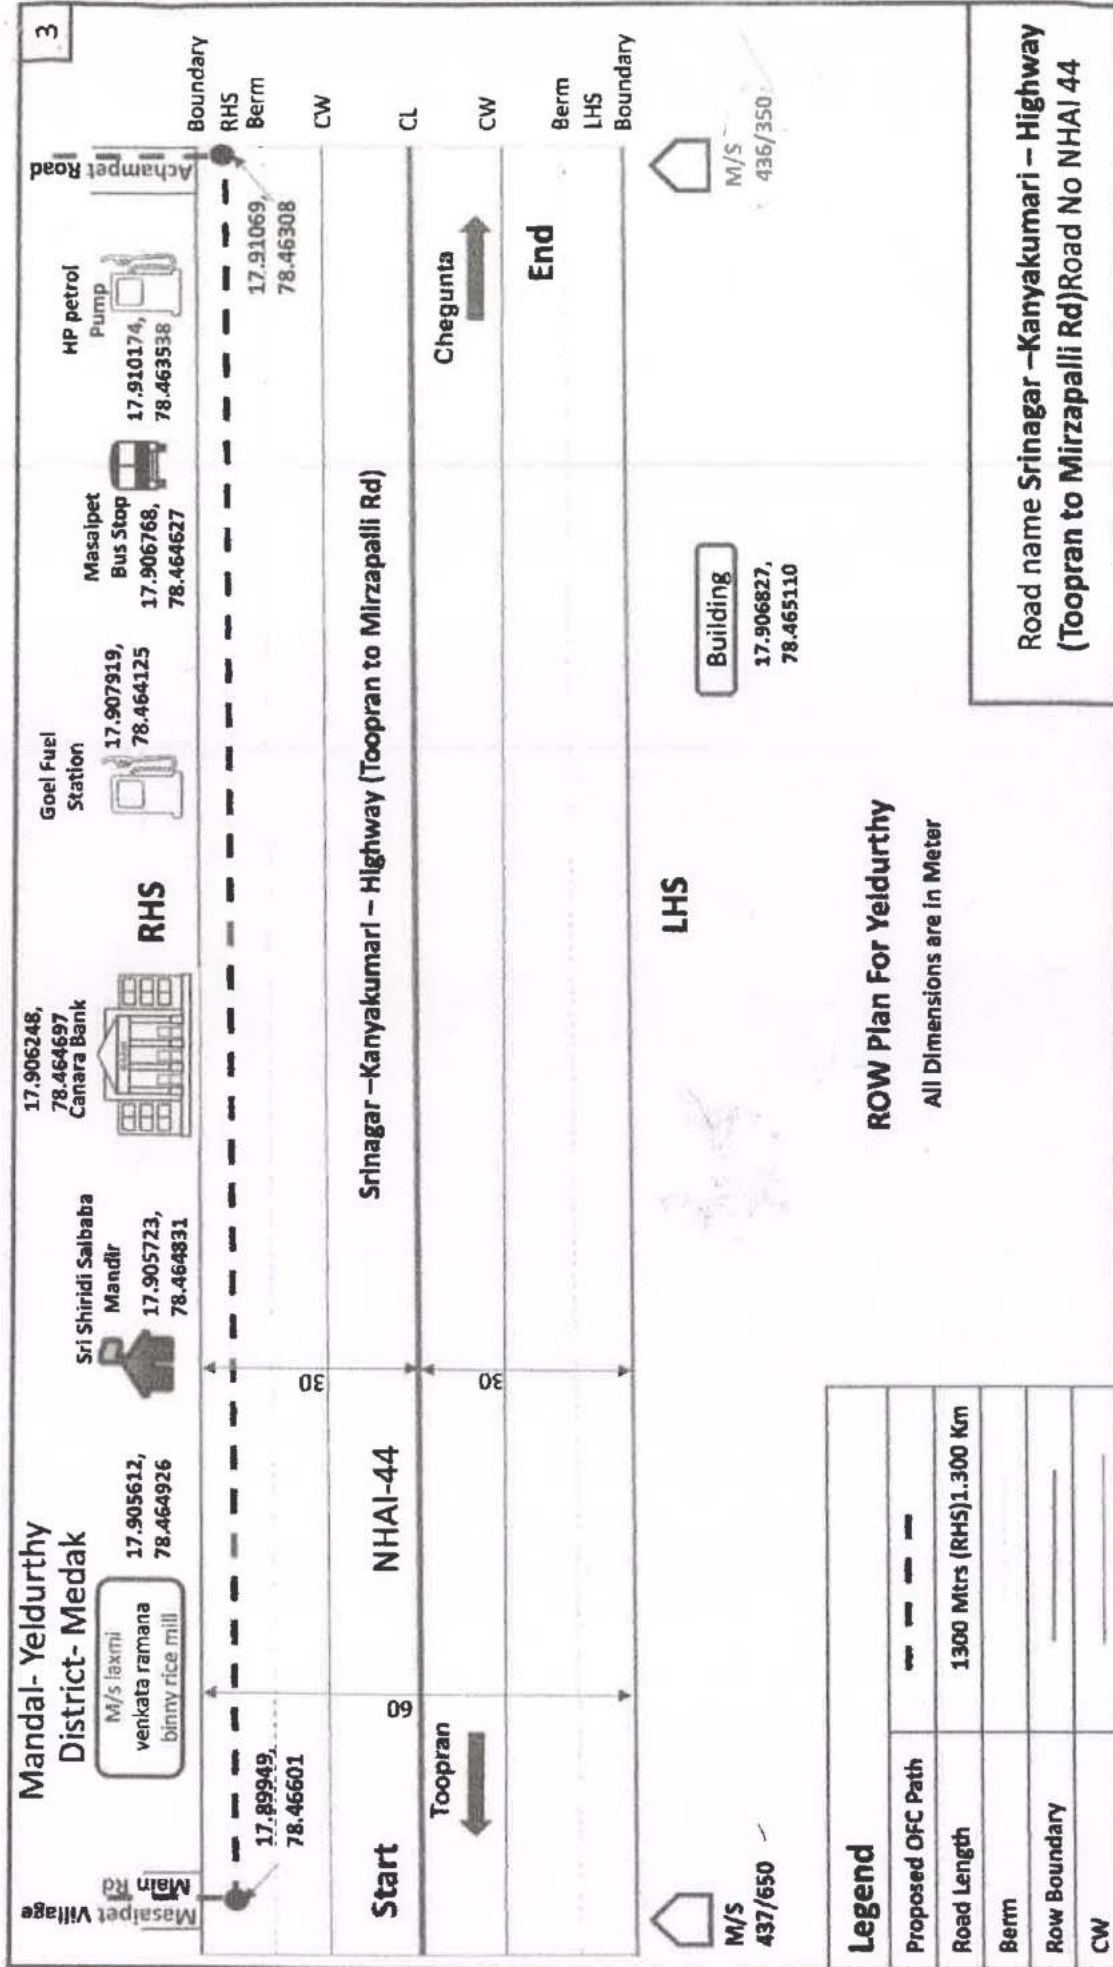 3
Mandal- Yeldurthy
District- Medak
Masaipet Village
Main Rd
M/s laxmi
venkata ramana
binny rice mill
17.905612,
78.464926
Sri Shiridi Saibaba
Mandir
17.905723,
78.464831
17.906248,
78.464697
Canara Bank
RHS
Goel Fuel
Station
17.907919,
78.464125
Masaipet
Bus Stop
17.906768,
78.464627
HP petrol
Pump
17.910174,
78.463538
Achampet Road
Boundary
RHS
Berm
CW
CL
CW
Berm
LHS
Boundary
17.89949,
78.46601
17.91069,
78.46308
30
30
60
Start
NHAI-44
Srinagar –Kanyakumari – Highway (Toopran to Mirzapalli Rd)
Toopran
Chegunta
End
M/S
437/650
LHS
Building
17.906827,
78.465110
M/S
436/350
ROW Plan For Yeldurthy
All Dimensions are in Meter
Legend
Proposed OFC Path
Road Length 1300 Mtrs (RHS)1.300 Km
Berm
Row Boundary
CW
Road name Srinagar –Kanyakumari – Highway
(Toopran to Mirzapalli Rd)Road No NHAI 44